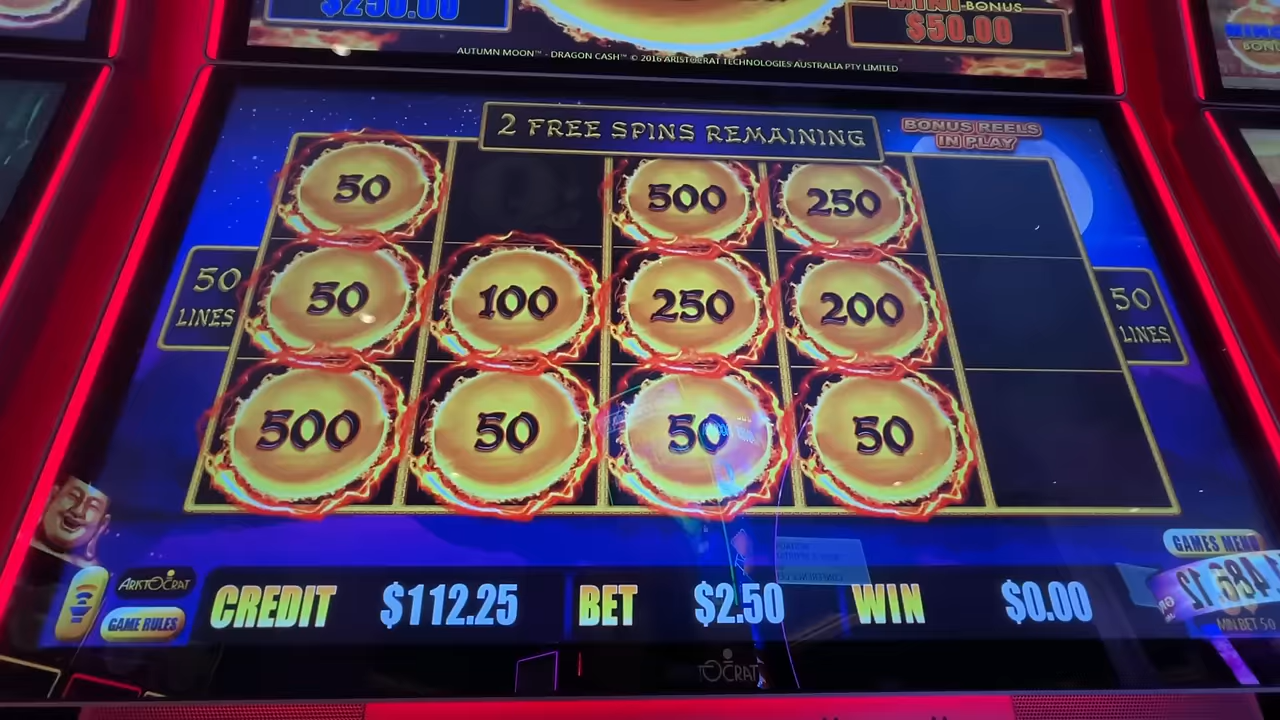 $250.00
MINI BONUS
$50.00
AUTUMN MOON™ - DRAGON CASH™ © 2016 ARISTOCRAT TECHNOLOGIES AUSTRALIA PTY LIMITED
2 FREE SPINS REMAINING
BONUS REELS
IN PLAY
50
500
250
50
LINES
50
100
250
200
50
LINES
500
50
50
50
GAMES MENU
ARISTOCRAT
GAME RULES
CREDIT $112.25 BET $2.50 WIN $0.00
MIN BET 50